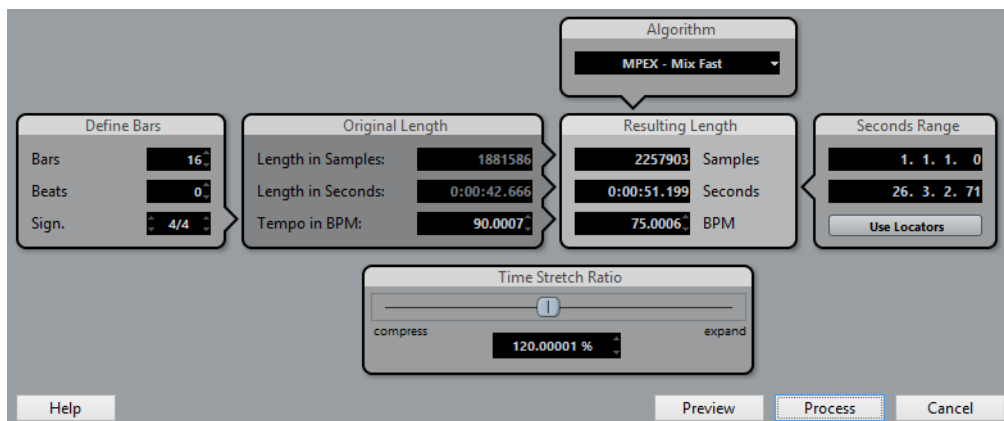 Algorithm
MPEX - Mix Fast
Define Bars
Bars 16
Beats 0
Sign. 4/4
Original Length
Length in Samples: 1881586
Length in Seconds: 0:00:42.666
Tempo in BPM: 90.0007
Resulting Length
2257903 Samples
0:00:51.199 Seconds
75.0006 BPM
Seconds Range
1. 1. 1. 0
26. 3. 2. 71
Use Locators
Time Stretch Ratio
compress expand
120.00001 %
Help Preview Process Cancel